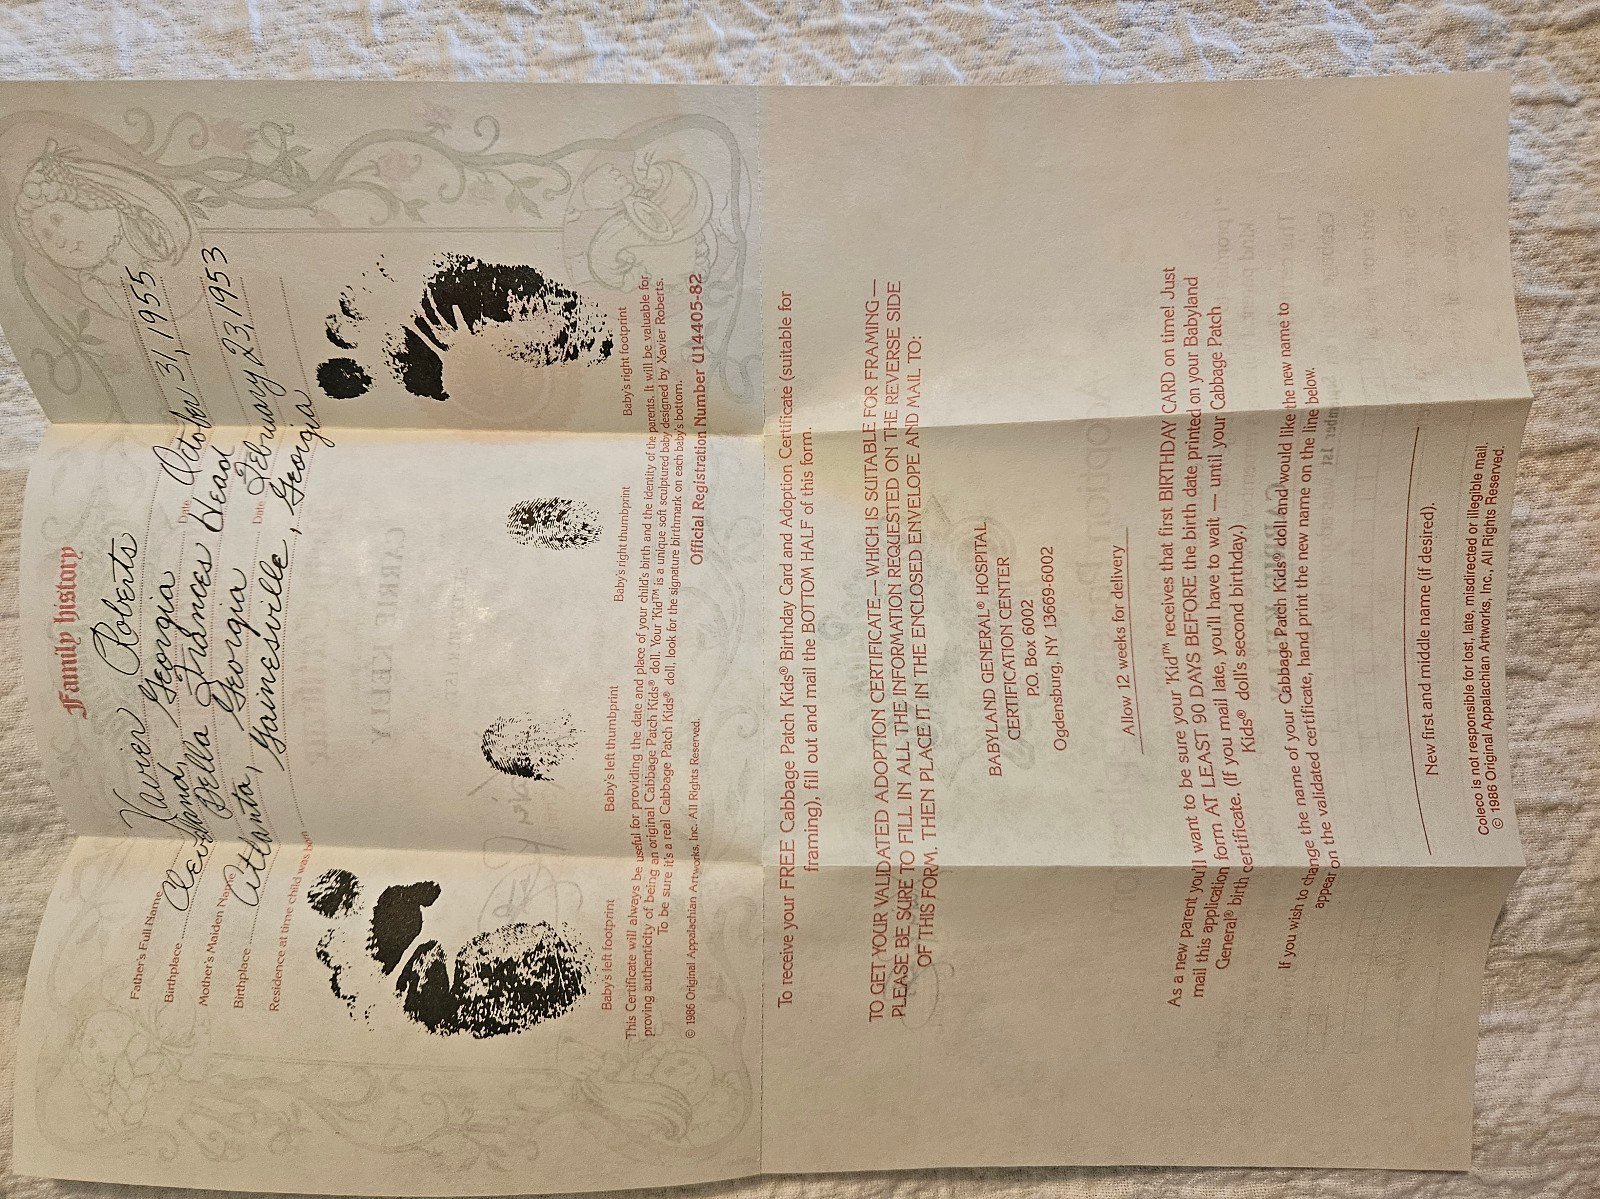 Family history
Father's Full Name Xavier Roberts
Birthplace Cleveland, Georgia Date October 31, 1955
Mother's Maiden Name Otella Frances Head
Birthplace Atlanta, Georgia Date February 23, 1953
Residence at time child was born Gainesville, Georgia
Baby's left footprint Baby's left thumbprint Baby's right thumbprint Baby's right footprint
This Certificate will always be useful for providing the date and place of your child's birth and the identity of the parents. It will be valuable for
proving authenticity of being an original Cabbage Patch Kids® doll. Your 'Kid™ is a unique soft sculptured baby designed by Xavier Roberts.
To be sure it's a real Cabbage Patch Kids® doll, look for the signature birthmark on each baby's bottom.
© 1986 Original Appalachian Artworks, Inc. All Rights Reserved. Official Registration Number U14405-82
To receive your FREE Cabbage Patch Kids® Birthday Card and Adoption Certificate (suitable for
framing), fill out and mail the BOTTOM HALF of this form.
TO GET YOUR VALIDATED ADOPTION CERTIFICATE—WHICH IS SUITABLE FOR FRAMING—
PLEASE BE SURE TO FILL IN ALL THE INFORMATION REQUESTED ON THE REVERSE SIDE
OF THIS FORM. THEN PLACE IT IN THE ENCLOSED ENVELOPE AND MAIL TO:
BABYLAND GENERAL® HOSPITAL
CERTIFICATION CENTER
P.O. Box 6002
Ogdensburg, NY 13669-6002
Allow 12 weeks for delivery
As a new parent you'll want to be sure your 'Kid™ receives that first BIRTHDAY CARD on time! Just
mail this application form AT LEAST 90 DAYS BEFORE the birth date printed on your Babyland
General® birth certificate. (If you mail late, you'll have to wait — until your Cabbage Patch
Kids® doll's second birthday.)
If you wish to change the name of your Cabbage Patch Kids® doll and would like the new name to
appear on the validated certificate, hand print the new name on the line below.
New first and middle name (if desired).
Coleco is not responsible for lost, late, misdirected or illegible mail.
© 1986 Original Appalachian Artworks, Inc., All Rights Reserved.